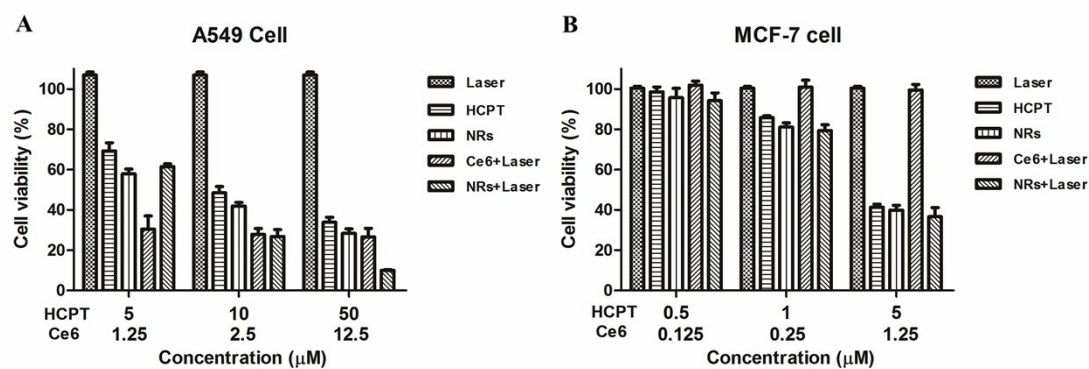 A
A549 Cell
Cell viability (%)
100
80
60
40
20
0
Laser
HCPT
NRs
Ce6+Laser
NRs+Laser
HCPT 5 10 50
Ce6 1.25 2.5 12.5
Concentration (μM)
B
MCF-7 cell
Cell viability (%)
100
80
60
40
20
0
Laser
HCPT
NRs
Ce6+Laser
NRs+Laser
HCPT 0.5 1 5
Ce6 0.125 0.25 1.25
Concentration (μM)